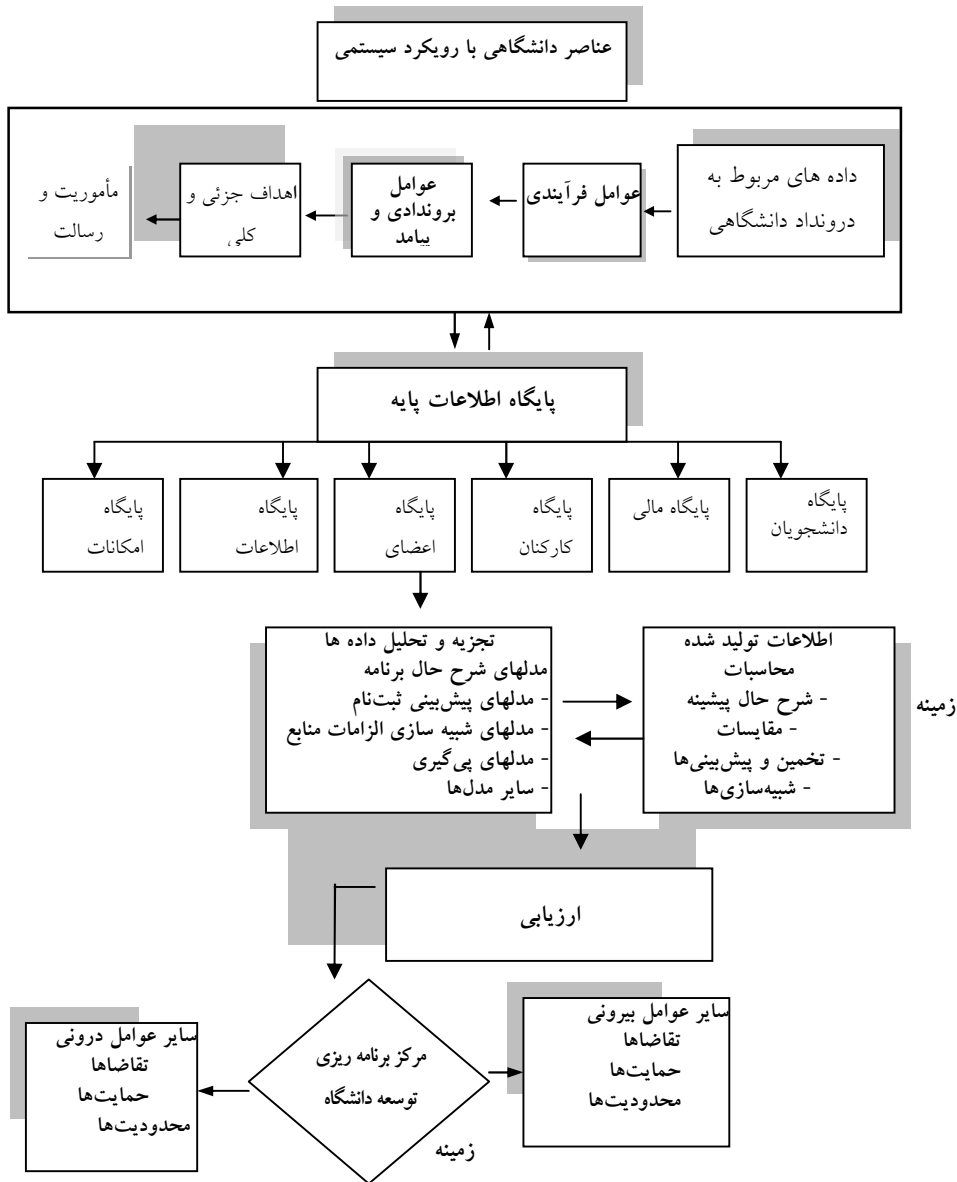 عناصر دانشگاهی با رویکرد سیستمی
داده های مربوط به
درونداد دانشگاهی
عوامل فرآیندی
عوامل
بروندادی و
پیامد
اهداف جزئی و
کلی
مأموریت و
رسالت
پایگاه اطلاعات پایه
پایگاه
دانشجویان
پایگاه مالی
پایگاه
کارکنان
پایگاه
اعضای
پایگاه
اطلاعات
پایگاه
امکانات
اطلاعات تولید شده
محاسبات
- شرح حال پیشینه
- مقایسات
- تخمین و پیش‌بینی‌ها
- شبیه‌سازی‌ها
تجزیه و تحلیل داده ها
مدلهای شرح حال برنامه
- مدلهای پیش‌بینی ثبت‌نام
- مدلهای شبیه سازی الزامات منابع
- مدلهای پی‌گیری
- سایر مدل‌ها
زمینه
ارزیابی
سایر عوامل بیرونی
تقاضاها
حمایت‌ها
محدودیت‌ها
مرکز برنامه ریزی
توسعه دانشگاه
سایر عوامل درونی
تقاضاها
حمایت‌ها
محدودیت‌ها
زمینه